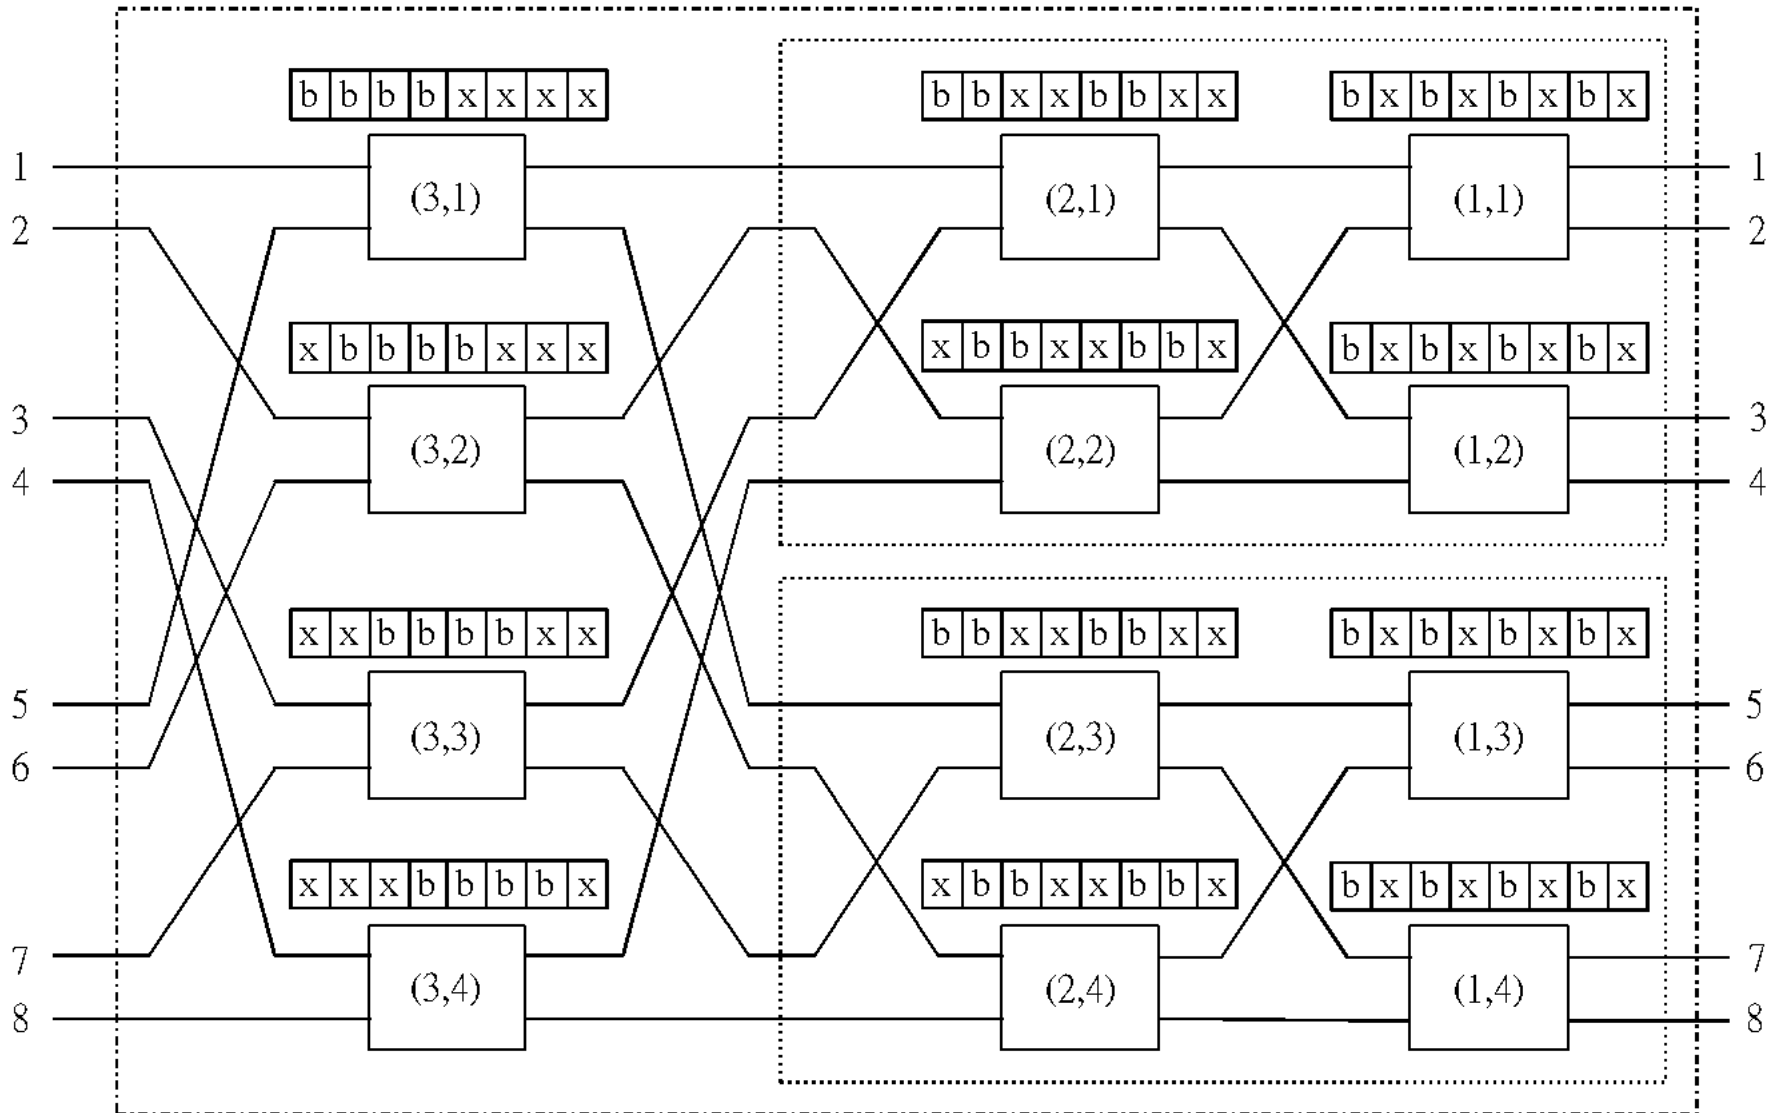 b b b b x x x x
b b x x b b x x
b x b x b x b x
1
(3,1)
(2,1)
(1,1)
1
2
2
x b b b b x x x
x b b x x b b x
b x b x b x b x
3
(3,2)
(2,2)
(1,2)
3
4
4
x x b b b b x x
b b x x b b x x
b x b x b x b x
5
(3,3)
(2,3)
(1,3)
5
6
6
x x x b b b b x
x b b x x b b x
b x b x b x b x
7
(3,4)
(2,4)
(1,4)
7
8
8